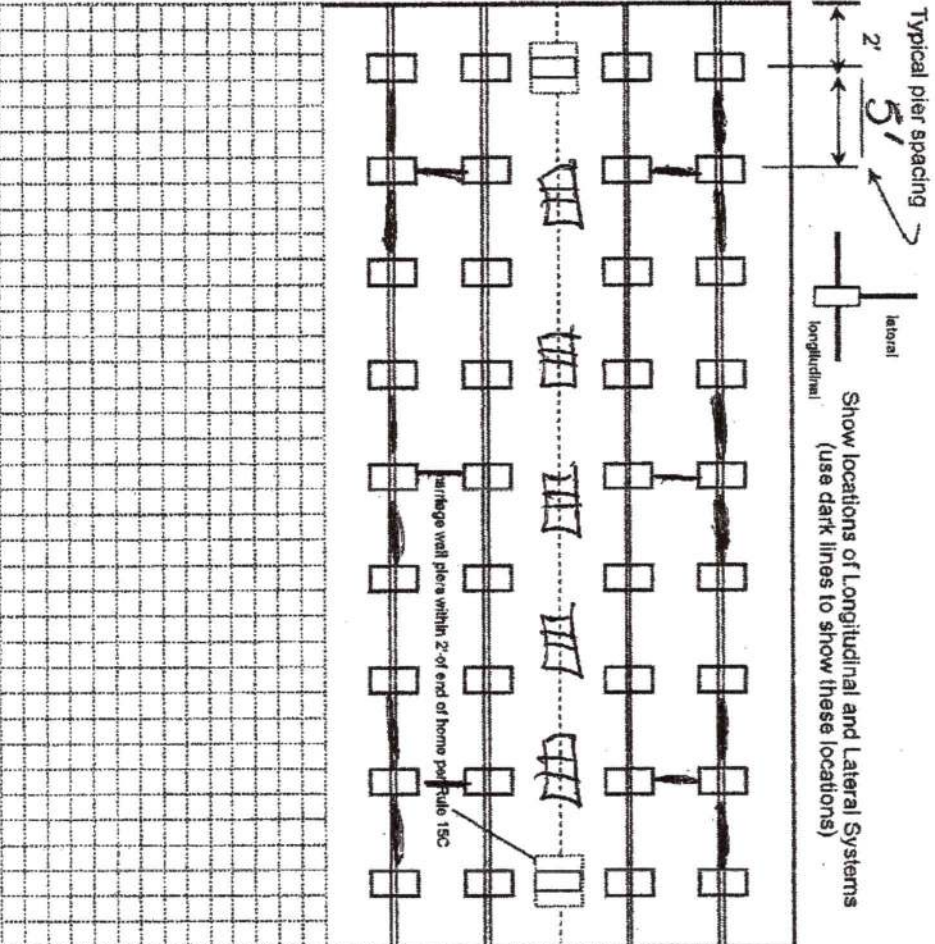 Typical pier spacing
2'
5'
lateral
longitudinal
Show locations of Longitudinal and Lateral Systems
(use dark lines to show these locations)
marriage wall piers within 2' of end of home per Rule 15C